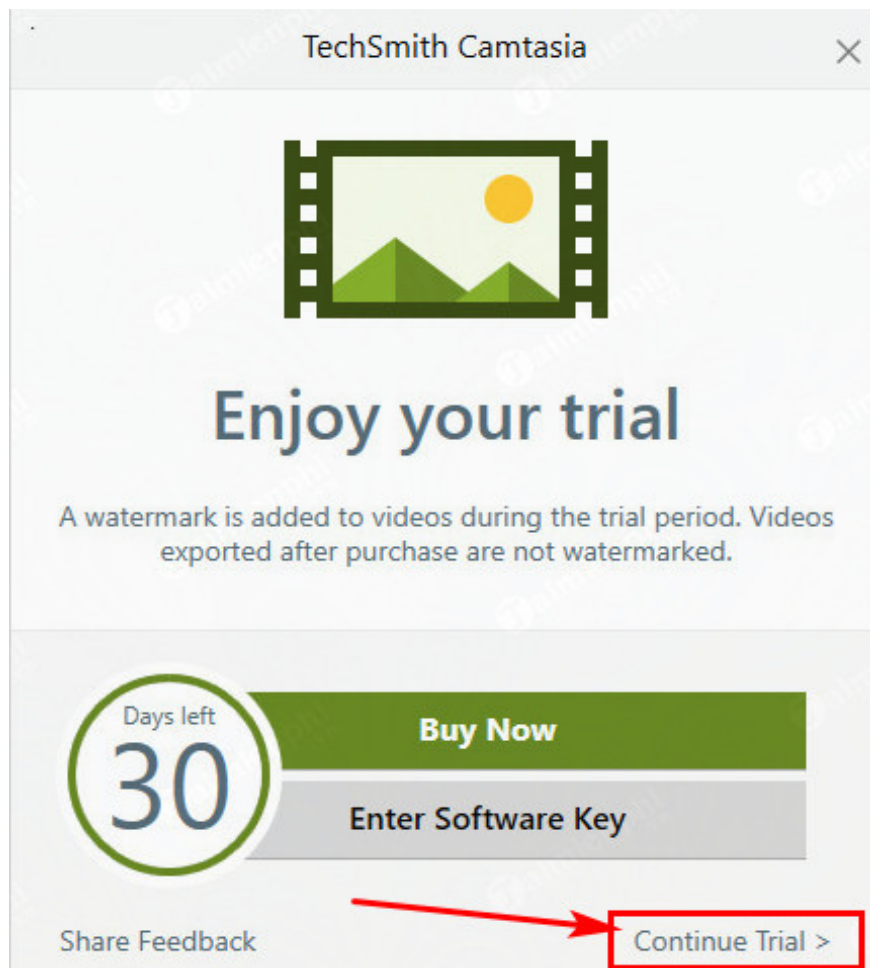 TechSmith Camtasia
Enjoy your trial
A watermark is added to videos during the trial period. Videos
exported after purchase are not watermarked.
Days left
30
Buy Now
Enter Software Key
Share Feedback
Continue Trial >